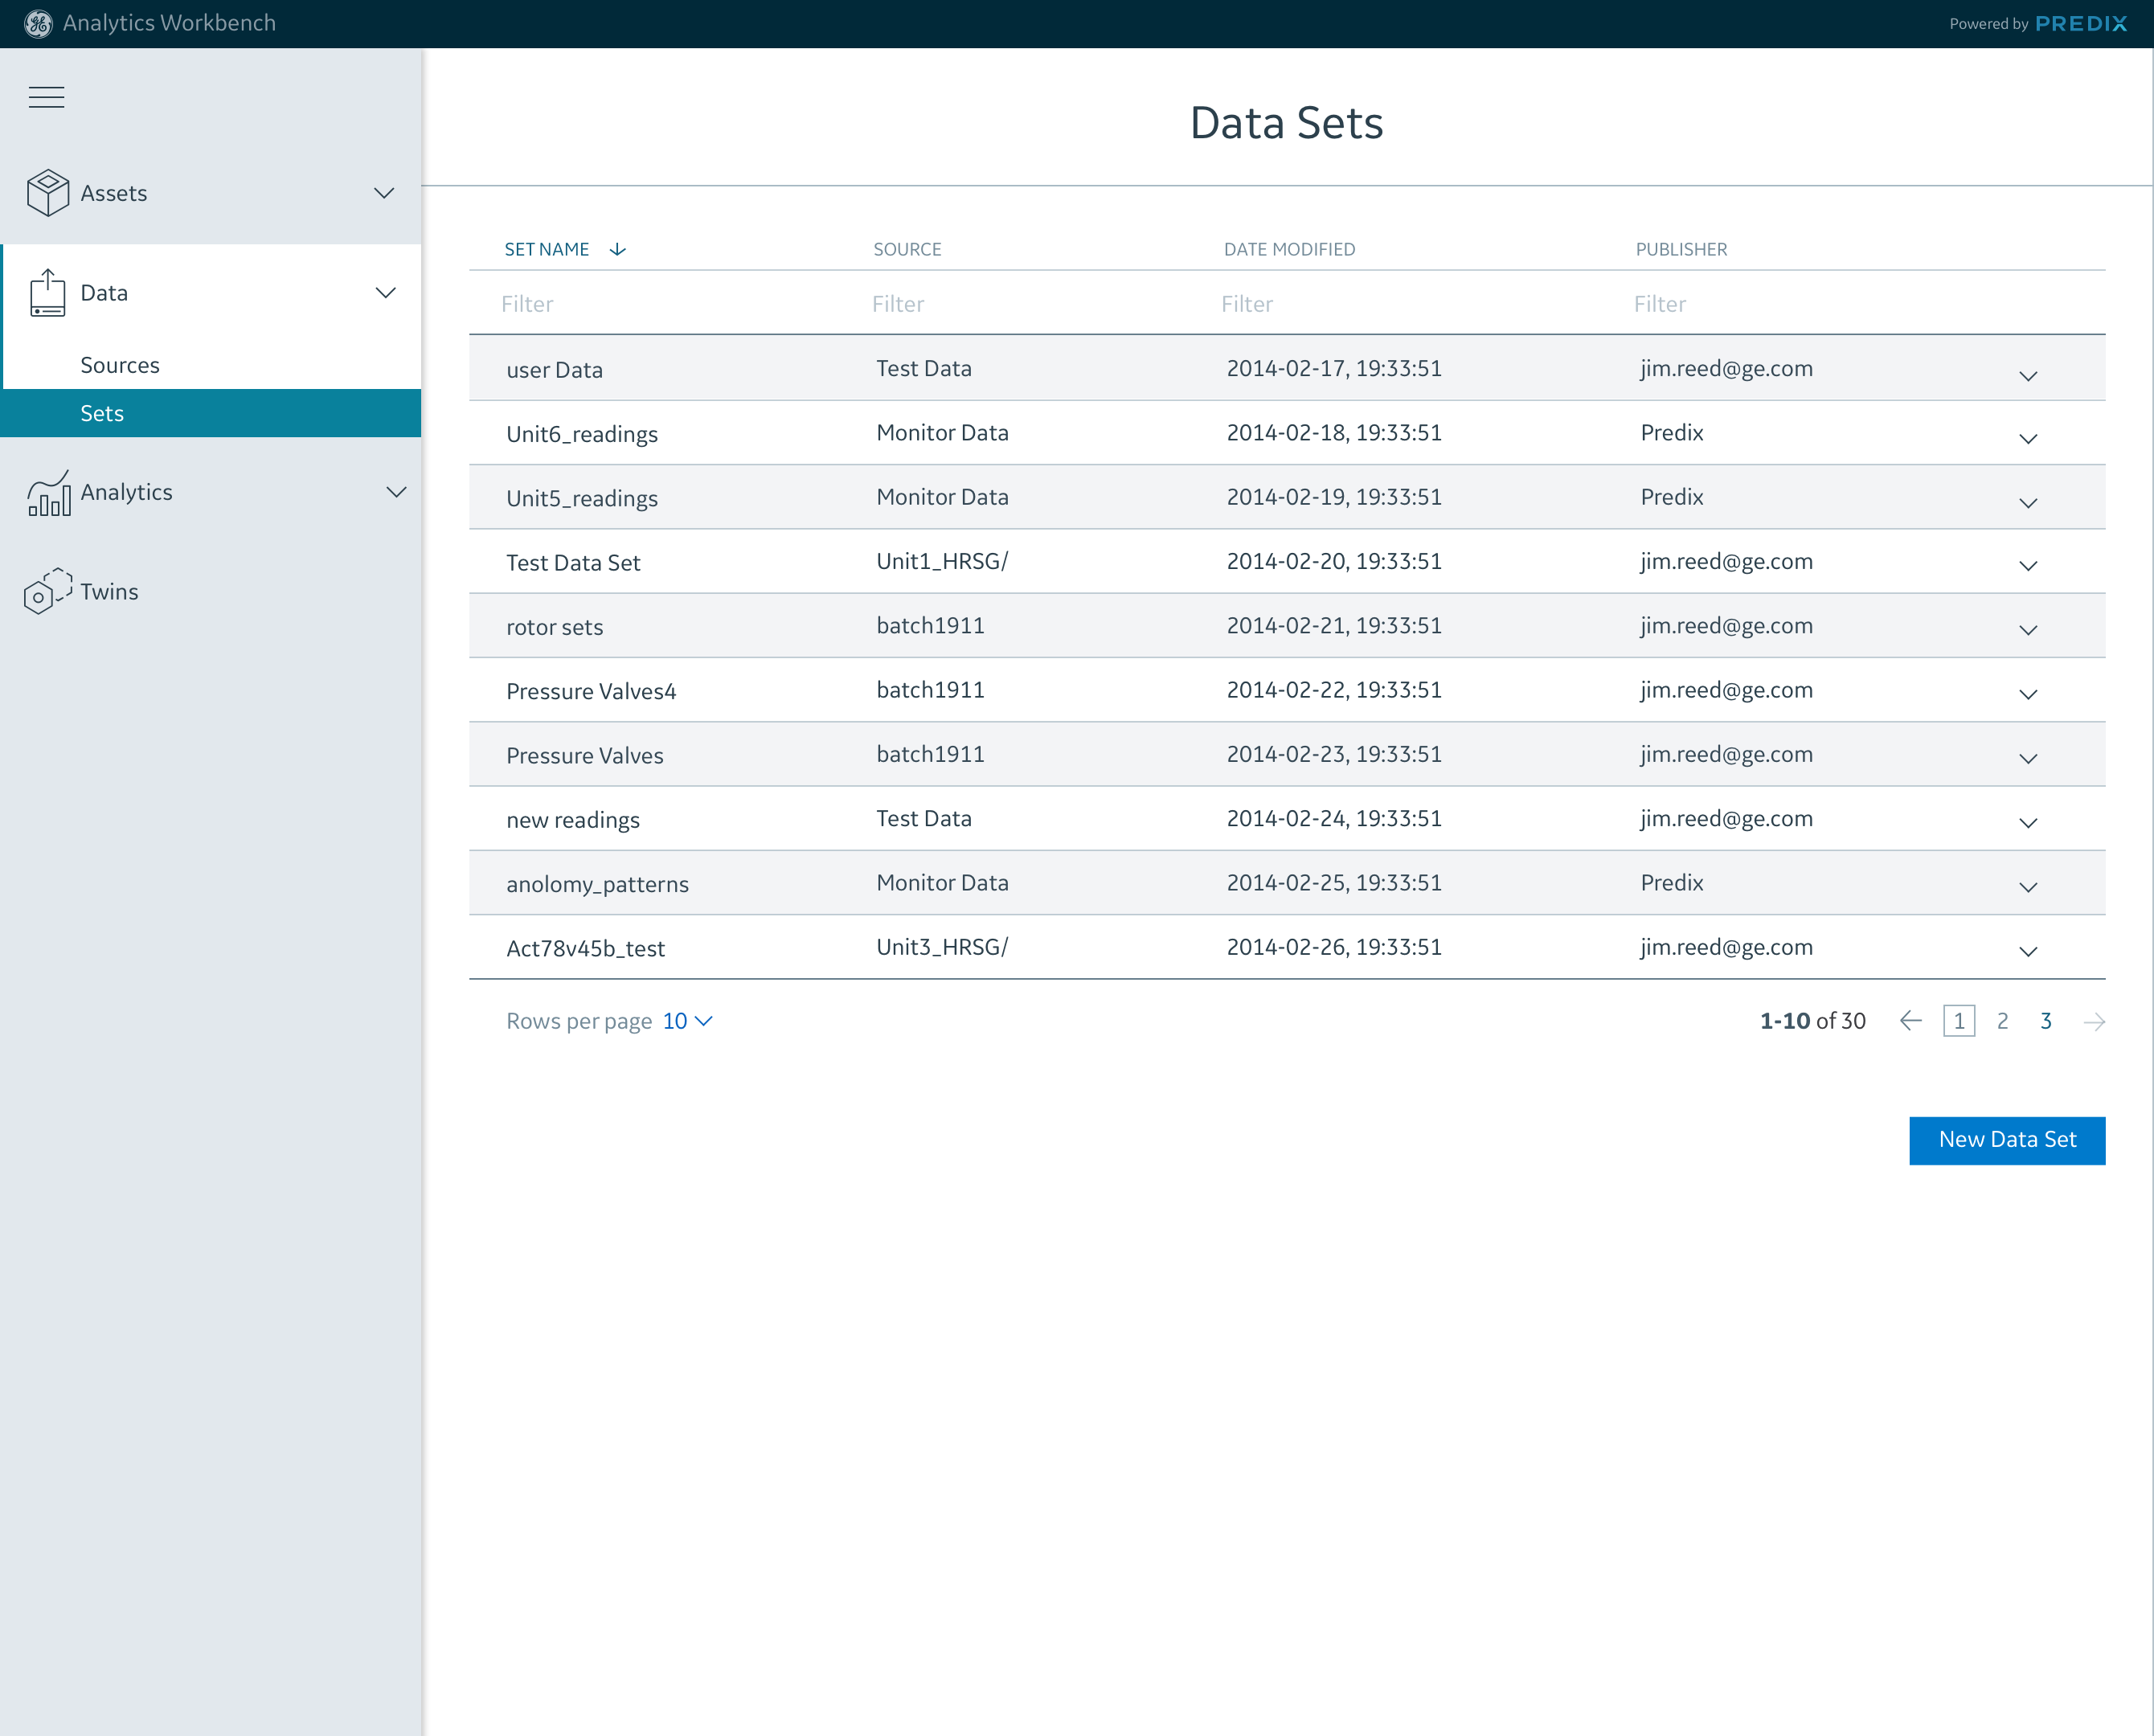 Analytics Workbench
Powered by PREDIX
Data Sets
Assets
Data
Sources
Sets
Analytics
Twins
SET NAME SOURCE DATE MODIFIED PUBLISHER
Filter Filter Filter Filter
user Data Test Data 2014-02-17, 19:33:51 jim.reed@ge.com
Unit6_readings Monitor Data 2014-02-18, 19:33:51 Predix
Unit5_readings Monitor Data 2014-02-19, 19:33:51 Predix
Test Data Set Unit1_HRSG/ 2014-02-20, 19:33:51 jim.reed@ge.com
rotor sets batch1911 2014-02-21, 19:33:51 jim.reed@ge.com
Pressure Valves4 batch1911 2014-02-22, 19:33:51 jim.reed@ge.com
Pressure Valves batch1911 2014-02-23, 19:33:51 jim.reed@ge.com
new readings Test Data 2014-02-24, 19:33:51 jim.reed@ge.com
anolomy_patterns Monitor Data 2014-02-25, 19:33:51 Predix
Act78v45b_test Unit3_HRSG/ 2014-02-26, 19:33:51 jim.reed@ge.com
Rows per page 10 1-10 of 30 1 2 3
New Data Set